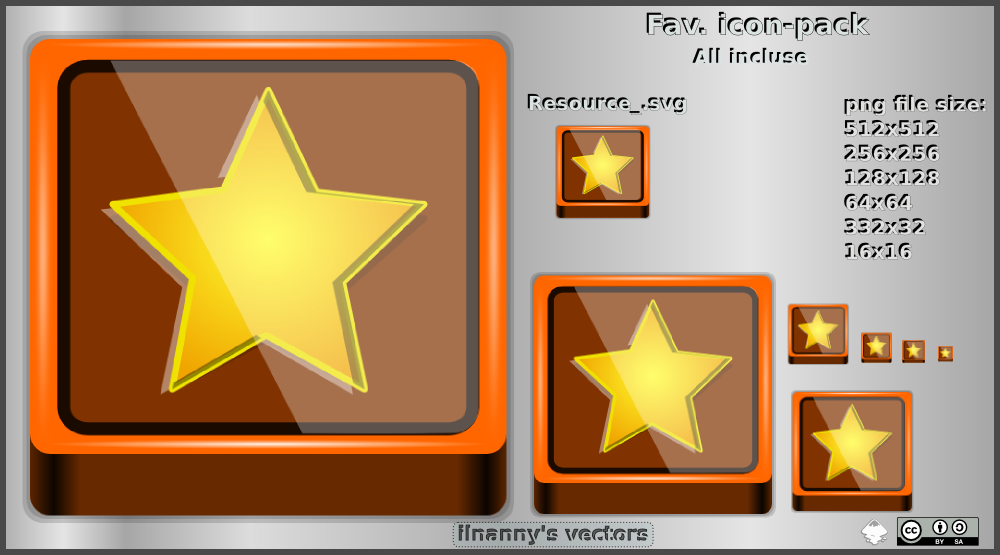 Fav. icon-pack
All incluse
Resource_.svg
png file size:
512x512
256x256
128x128
64x64
332x32
16x16
ilnanny's vectors
cc
BY SA